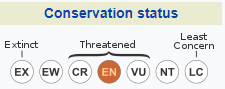 Conservation status
Extinct Threatened Least Concern
EX EW CR EN VU NT LC